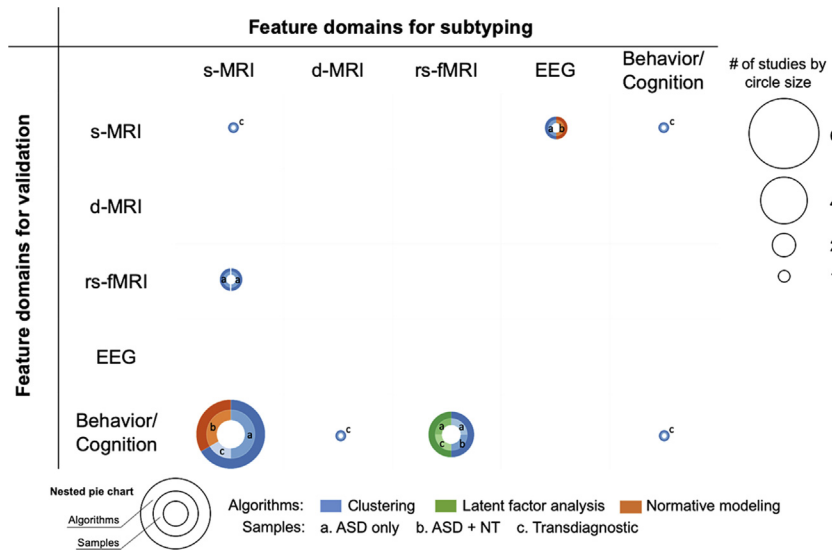 Feature domains for subtyping
s-MRI d-MRI rs-fMRI EEG Behavior/
Cognition
# of studies by
circle size
Feature domains for validation
s-MRI
c
a b
c
d-MRI
rs-fMRI
a a
EEG
Behavior/
Cognition
b a
c
c
a a
c b
c
Nested pie chart
Algorithms
Samples
Algorithms: Clustering Latent factor analysis Normative modeling
Samples: a. ASD only b. ASD + NT c. Transdiagnostic